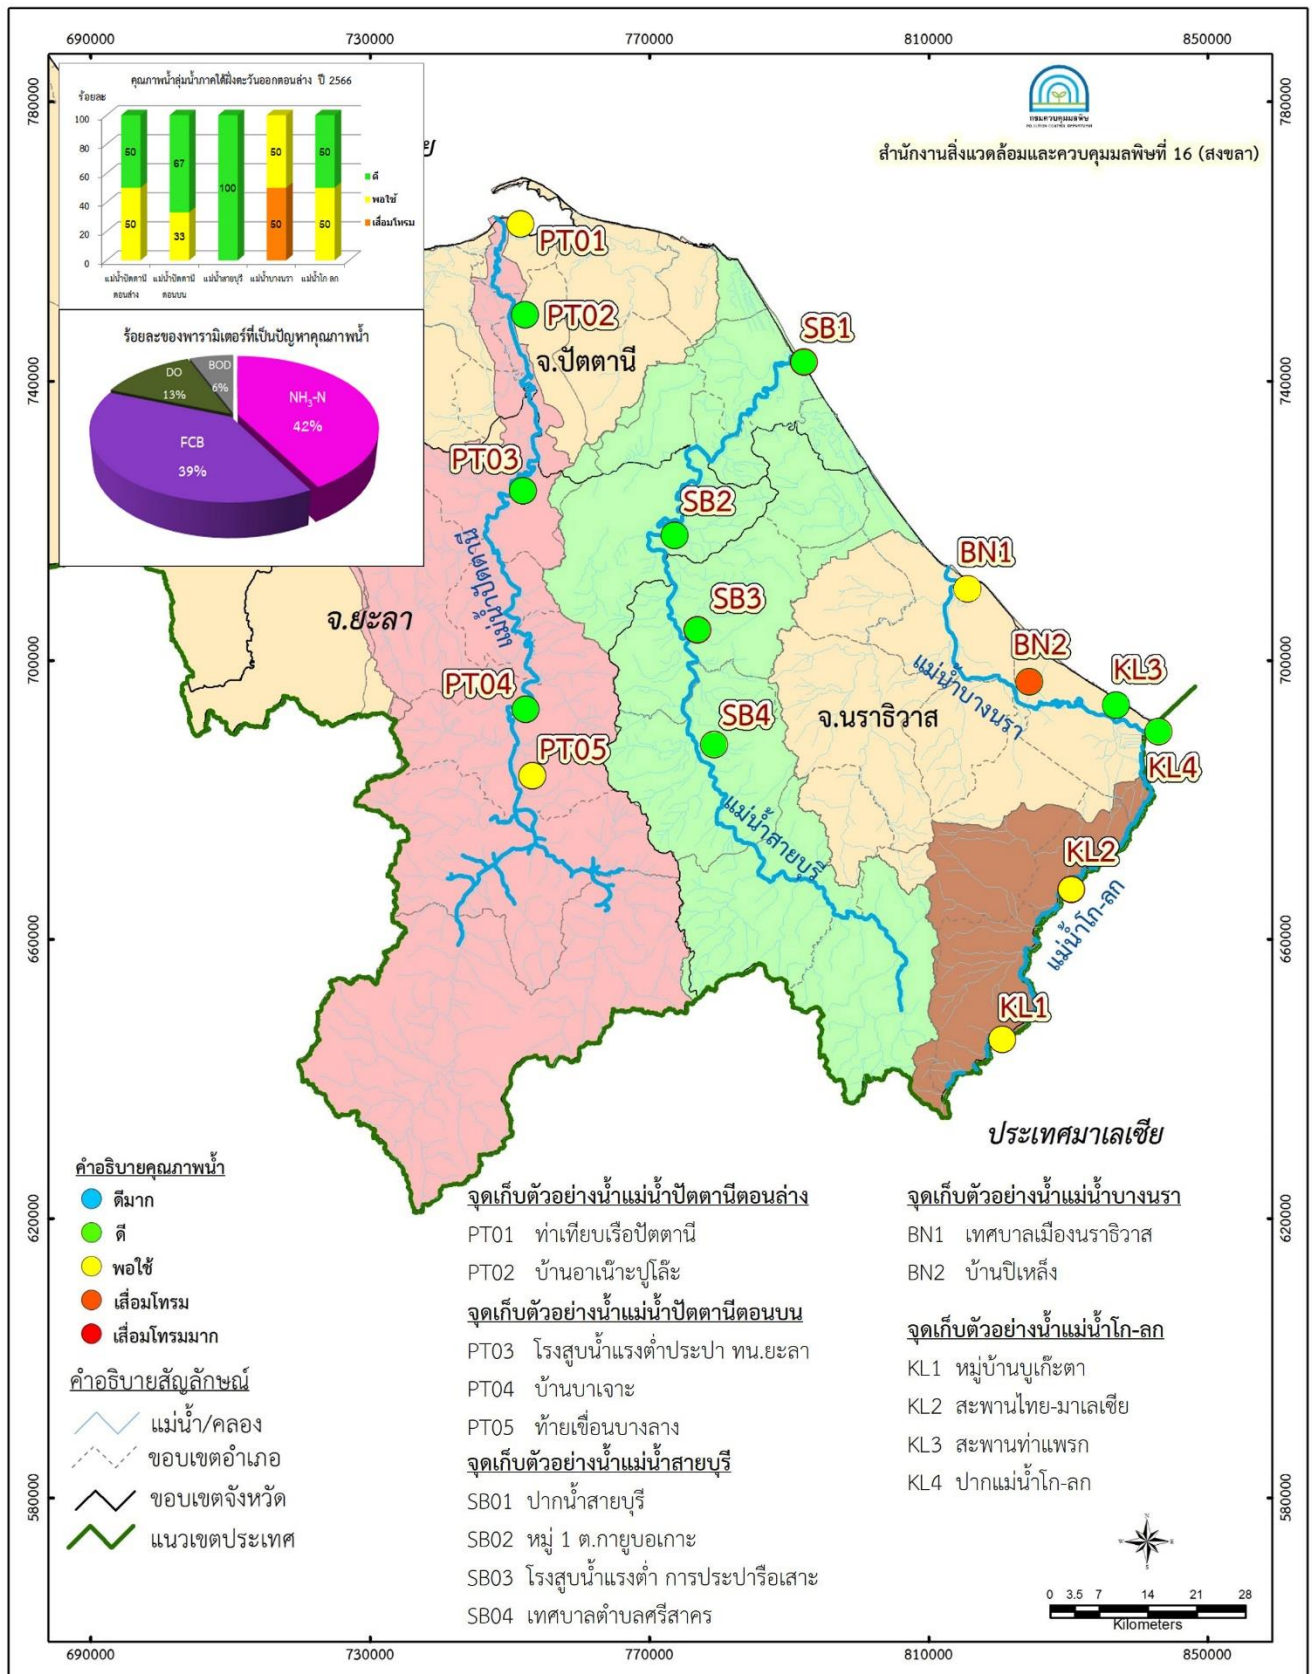 690000
730000
770000
810000
850000
780000
740000
700000
660000
620000
580000
780000
740000
700000
660000
620000
580000
คุณภาพน้ำลุ่มน้ำภาคใต้ฝั่งตะวันออกตอนล่าง ปี 2566
ร้อยละ
100
80
60
40
20
0
50
50
67
33
100
50
50
50
50
ดี
พอใช้
เสื่อมโทรม
แม่น้ำปัตตานี
ตอนล่าง
แม่น้ำปัตตานี
ตอนบน
แม่น้ำสายบุรี
แม่น้ำบางนรา
แม่น้ำโก ลก
ร้อยละของพารามิเตอร์ที่เป็นปัญหาคุณภาพน้ำ
DO
13%
BOD
6%
NH₃-N
42%
FCB
39%
กรมควบคุมมลพิษ
POLLUTION CONTROL DEPARTMENT
สำนักงานสิ่งแวดล้อมและควบคุมมลพิษที่ 16 (สงขลา)
ย
PT01
PT02
จ.ปัตตานี
SB1
PT03
SB2
แม่น้ำปัตตานี
BN1
SB3
จ.ยะลา
BN2
KL3
แม่น้ำบางนรา
PT04
SB4
จ.นราธิวาส
PT05
KL4
แม่น้ำสายบุรี
KL2
แม่น้ำโก-ลก
KL1
ประเทศมาเลเซีย
คำอธิบายคุณภาพน้ำ
ดีมาก
ดี
พอใช้
เสื่อมโทรม
เสื่อมโทรมมาก
คำอธิบายสัญลักษณ์
แม่น้ำ/คลอง
ขอบเขตอำเภอ
ขอบเขตจังหวัด
แนวเขตประเทศ
จุดเก็บตัวอย่างน้ำแม่น้ำปัตตานีตอนล่าง
PT01 ท่าเทียบเรือปัตตานี
PT02 บ้านอาเน๊าะปูโล๊ะ
จุดเก็บตัวอย่างน้ำแม่น้ำปัตตานีตอนบน
PT03 โรงสูบน้ำแรงต่ำประปา ทน.ยะลา
PT04 บ้านบาเจาะ
PT05 ท้ายเขื่อนบางลาง
จุดเก็บตัวอย่างน้ำแม่น้ำสายบุรี
SB01 ปากน้ำสายบุรี
SB02 หมู่ 1 ต.กายูบอเกาะ
SB03 โรงสูบน้ำแรงต่ำ การประปารือเสาะ
SB04 เทศบาลตำบลศรีสาคร
จุดเก็บตัวอย่างน้ำแม่น้ำบางนรา
BN1 เทศบาลเมืองนราธิวาส
BN2 บ้านปิเหล็ง
จุดเก็บตัวอย่างน้ำแม่น้ำโก-ลก
KL1 หมู่บ้านบูเก๊ะตา
KL2 สะพานไทย-มาเลเซีย
KL3 สะพานท่าแพรก
KL4 ปากแม่น้ำโก-ลก
N
W
E
S
0 3.5 7 14 21 28
Kilometers
690000
730000
770000
810000
850000